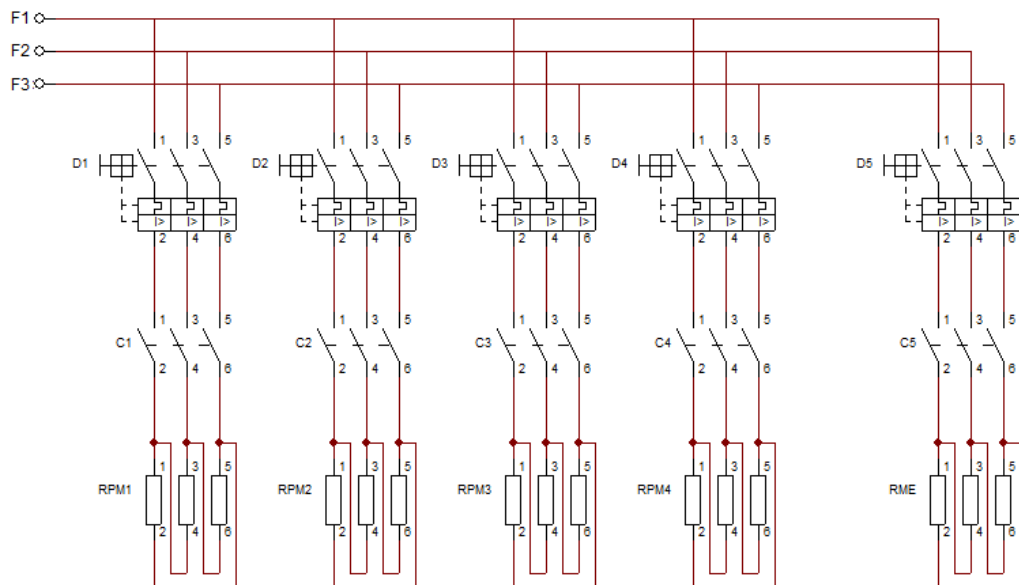 F1
F2
F3
1 3 5 1 3 5 1 3 5 1 3 5 1 3 5
D1 D2 D3 D4 D5
I> I> I> I> I> I> I> I> I> I> I> I> I> I> I>
2 4 6 2 4 6 2 4 6 2 4 6 2 4 6
1 3 5 1 3 5 1 3 5 1 3 5 1 3 5
C1 C2 C3 C4 C5
2 4 6 2 4 6 2 4 6 2 4 6 2 4 6
1 3 5 1 3 5 1 3 5 1 3 5 1 3 5
RPM1 RPM2 RPM3 RPM4 RME
2 4 6 2 4 6 2 4 6 2 4 6 2 4 6